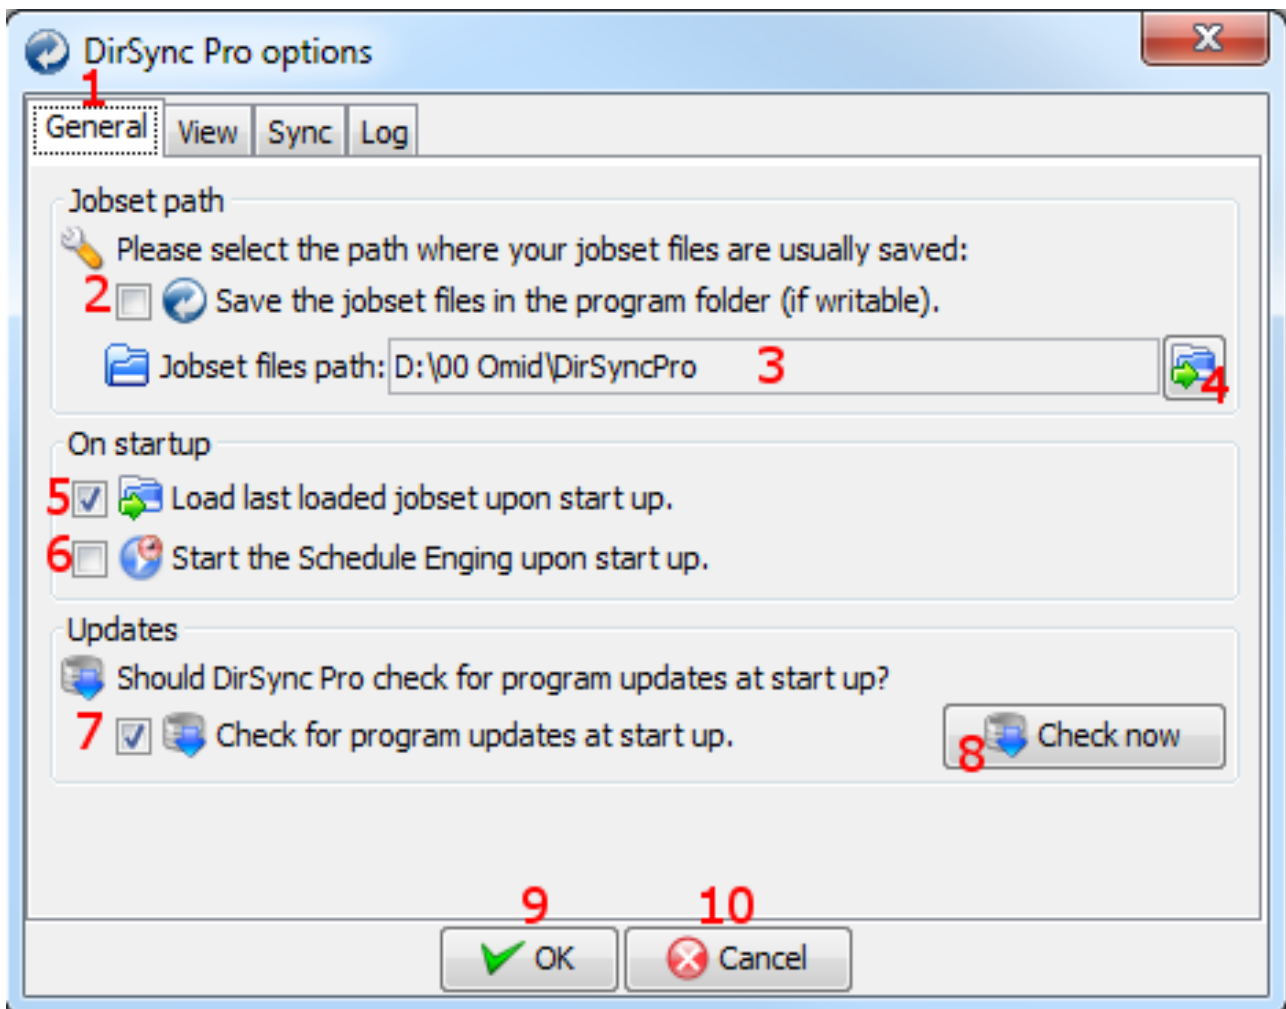 DirSync Pro options
1
General View Sync Log
Jobset path
Please select the path where your jobset files are usually saved:
2 Save the jobset files in the program folder (if writable).
Jobset files path: D:\00 Omid\DirSyncPro 3 4
On startup
5 Load last loaded jobset upon start up.
6 Start the Schedule Enging upon start up.
Updates
Should DirSync Pro check for program updates at start up?
7 Check for program updates at start up. 8 Check now
9 10
OK Cancel